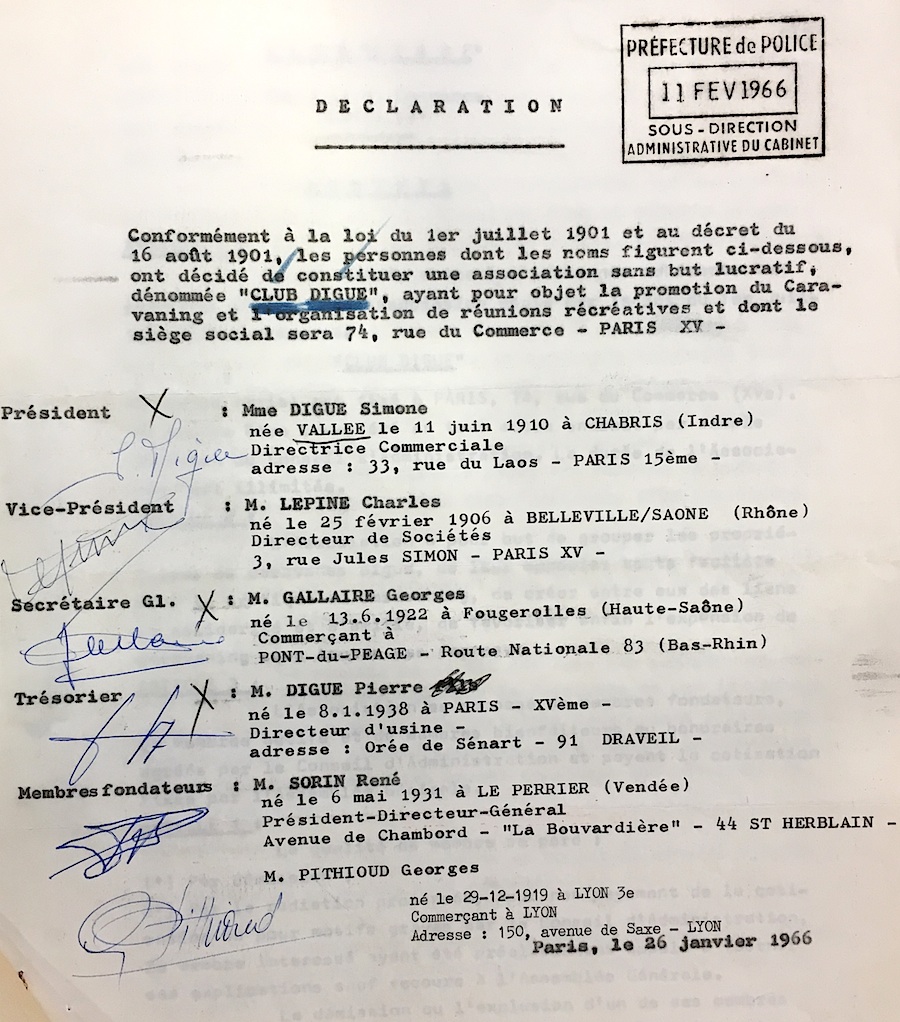 PRÉFECTURE de POLICE
11 FEV 1966
SOUS-DIRECTION
ADMINISTRATIVE DU CABINET
DECLARATION
Conformément à la loi du 1er juillet 1901 et au décret du
16 août 1901, les personnes dont les noms figurent ci-dessous,
ont décidé de constituer une association sans but lucratif,
dénommée "CLUB DIGUE", ayant pour objet la promotion du Cara-
vaning et l'organisation de réunions récréatives et dont le
siège social sera 74, rue du Commerce - PARIS XV -
Président X : Mme DIGUE Simone
née VALLEE le 11 juin 1910 à CHABRIS (Indre)
Directrice Commerciale
adresse : 33, rue du Laos - PARIS 15ème -
Vice-Président : M. LEPINE Charles
né le 25 février 1906 à BELLEVILLE/SAONE (Rhône)
Directeur de Sociétés
3, rue Jules SIMON - PARIS XV -
Secrétaire Gl. X : M. GALLAIRE Georges
né le 13.6.1922 à Fougerolles (Haute-Saône)
Commerçant à
PONT-du-PEAGE - Route Nationale 83 (Bas-Rhin)
Trésorier X : M. DIGUE Pierre
né le 8.1.1938 à PARIS - XVème -
Directeur d'usine -
adresse : Orée de Sénart - 91 DRAVEIL -
Membres fondateurs : M. SORIN René
né le 6 mai 1931 à LE PERRIER (Vendée)
Président-Directeur-Général
Avenue de Chambord - "La Bouvardière" - 44 ST HERBLAIN -
M. PITHIOUD Georges
né le 29-12-1919 à LYON 3e
Commerçant à LYON
Adresse : 150, avenue de Saxe - LYON
Paris, le 26 janvier 1966